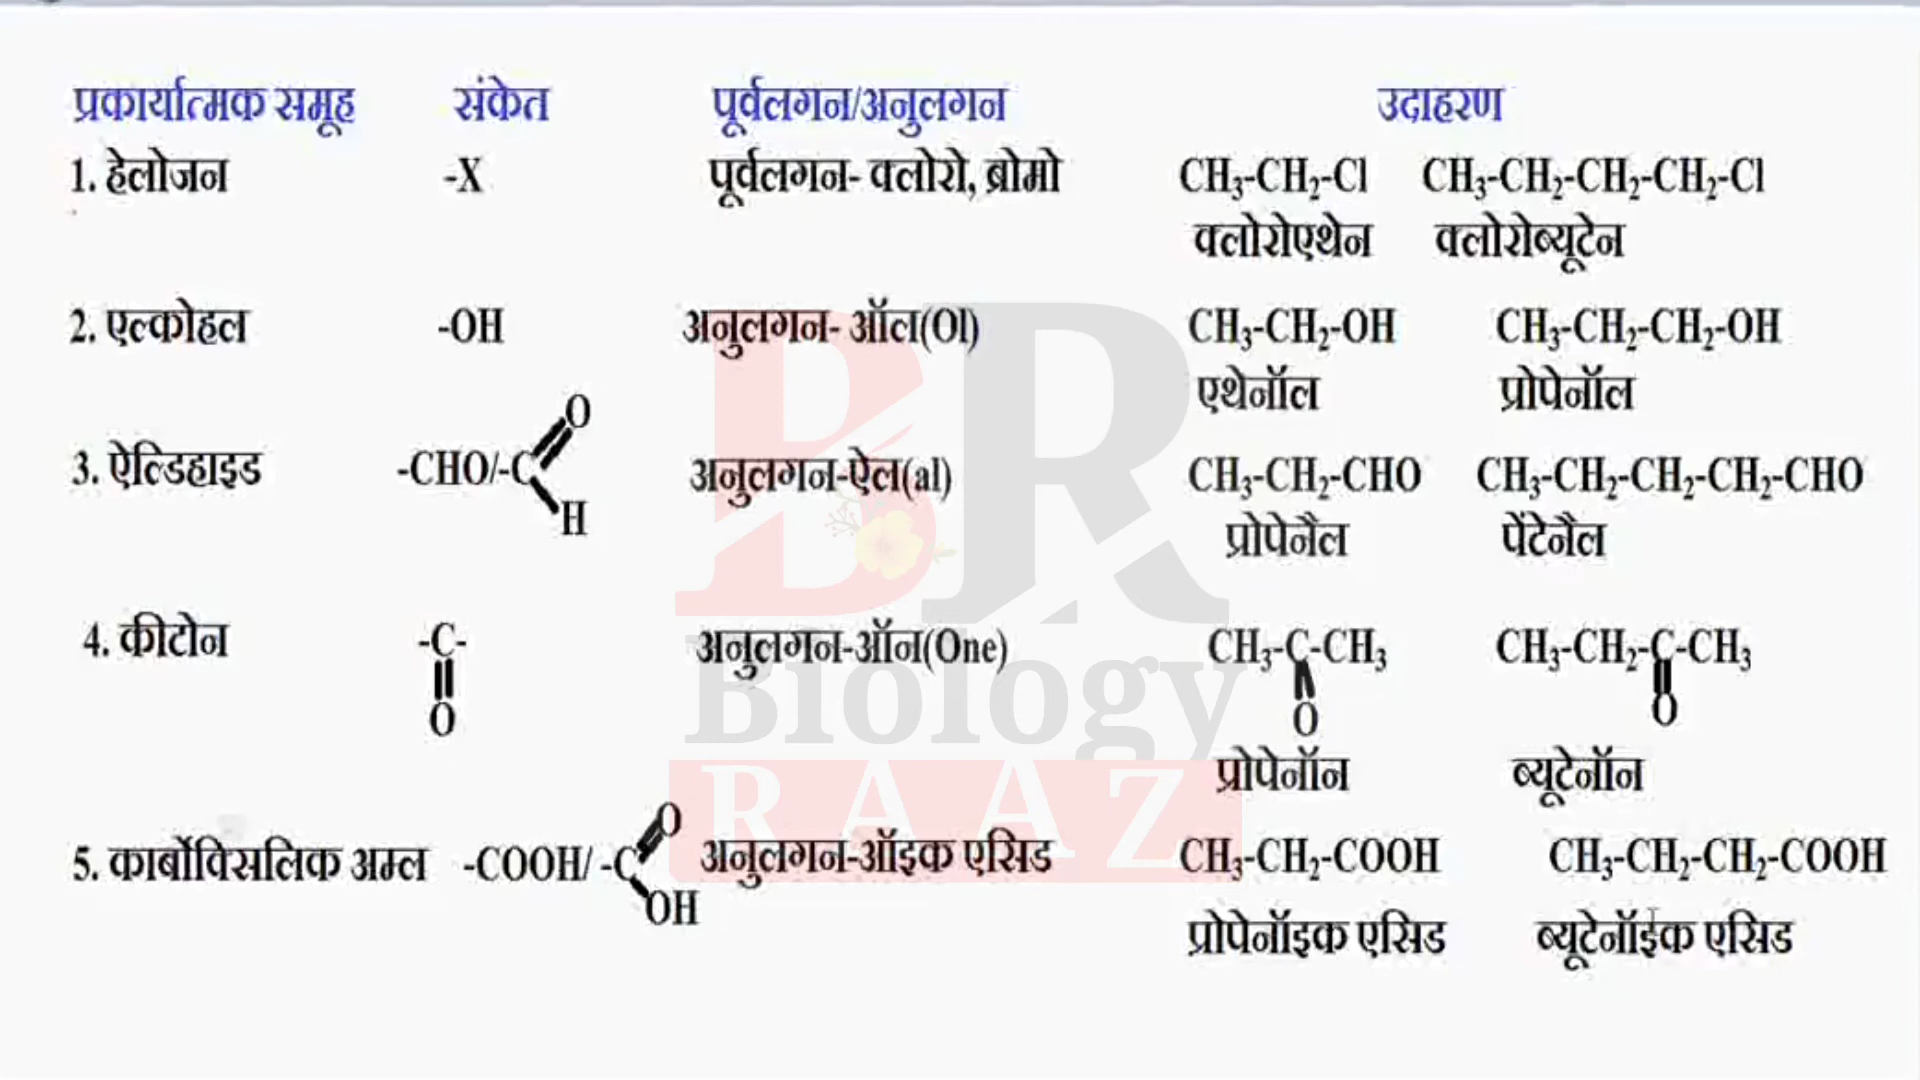 प्रकार्यात्मक समूह संकेत पूर्वलगन/अनुलगन उदाहरण
1. हेलोजन -X पूर्वलगन- क्लोरो, ब्रोमो CH₃-CH₂-Cl CH₃-CH₂-CH₂-CH₂-Cl
क्लोरोएथेन क्लोरोब्यूटेन
2. एल्कोहल -OH अनुलगन- ऑल(Ol) CH₃-CH₂-OH CH₃-CH₂-CH₂-OH
एथेनॉल प्रोपेनॉल
O
3. ऐल्डिहाइड -CHO/-C अनुलगन-ऐल(al) CH₃-CH₂-CHO CH₃-CH₂-CH₂-CH₂-CHO
H
प्रोपेनैल पेंटेनैल
4. कीटोन -C- अनुलगन-ऑन(One) CH₃-C-CH₃ CH₃-CH₂-C-CH₃
O O O
प्रोपेनॉन ब्यूटेनॉन
O
5. कार्बोक्सिलिक अम्ल -COOH/ -C अनुलगन-ऑइक एसिड CH₃-CH₂-COOH CH₃-CH₂-CH₂-COOH
OH
प्रोपेनॉइक एसिड ब्यूटेनॉइक एसिड
BR
Biology
RAAZ